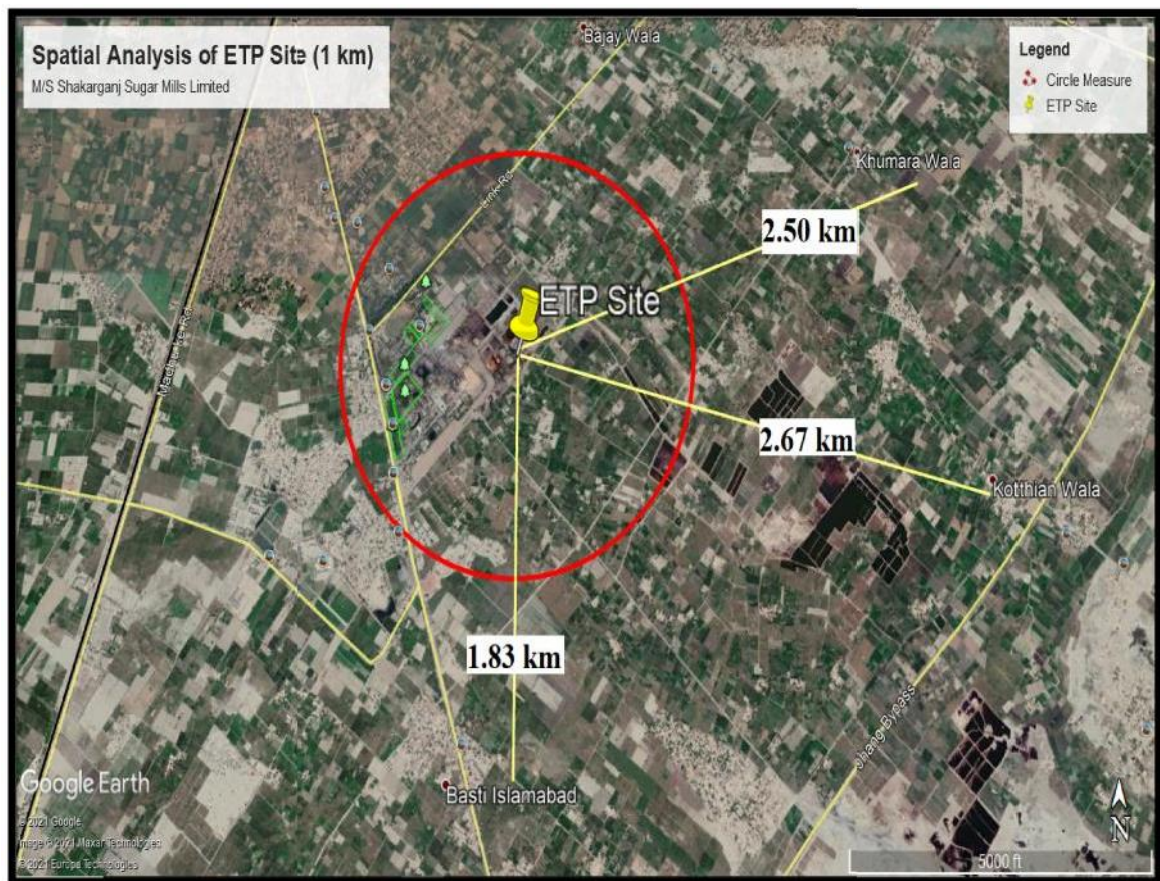 Spatial Analysis of ETP Site (1 km)
M/S Shakarganj Sugar Mills Limited
Bajay Wala
Legend
Circle Measure
ETP Site
Khumara Wala
Link Rd
2.50 km
ETP Site
2.67 km
Kotthian Wala
1.83 km
Jhang Bypass
Basti Islamabad
Google Earth
© 2021 Google
Image © 2021 Maxar Technologies
© 2021 Europa Technologies
N
5000 ft